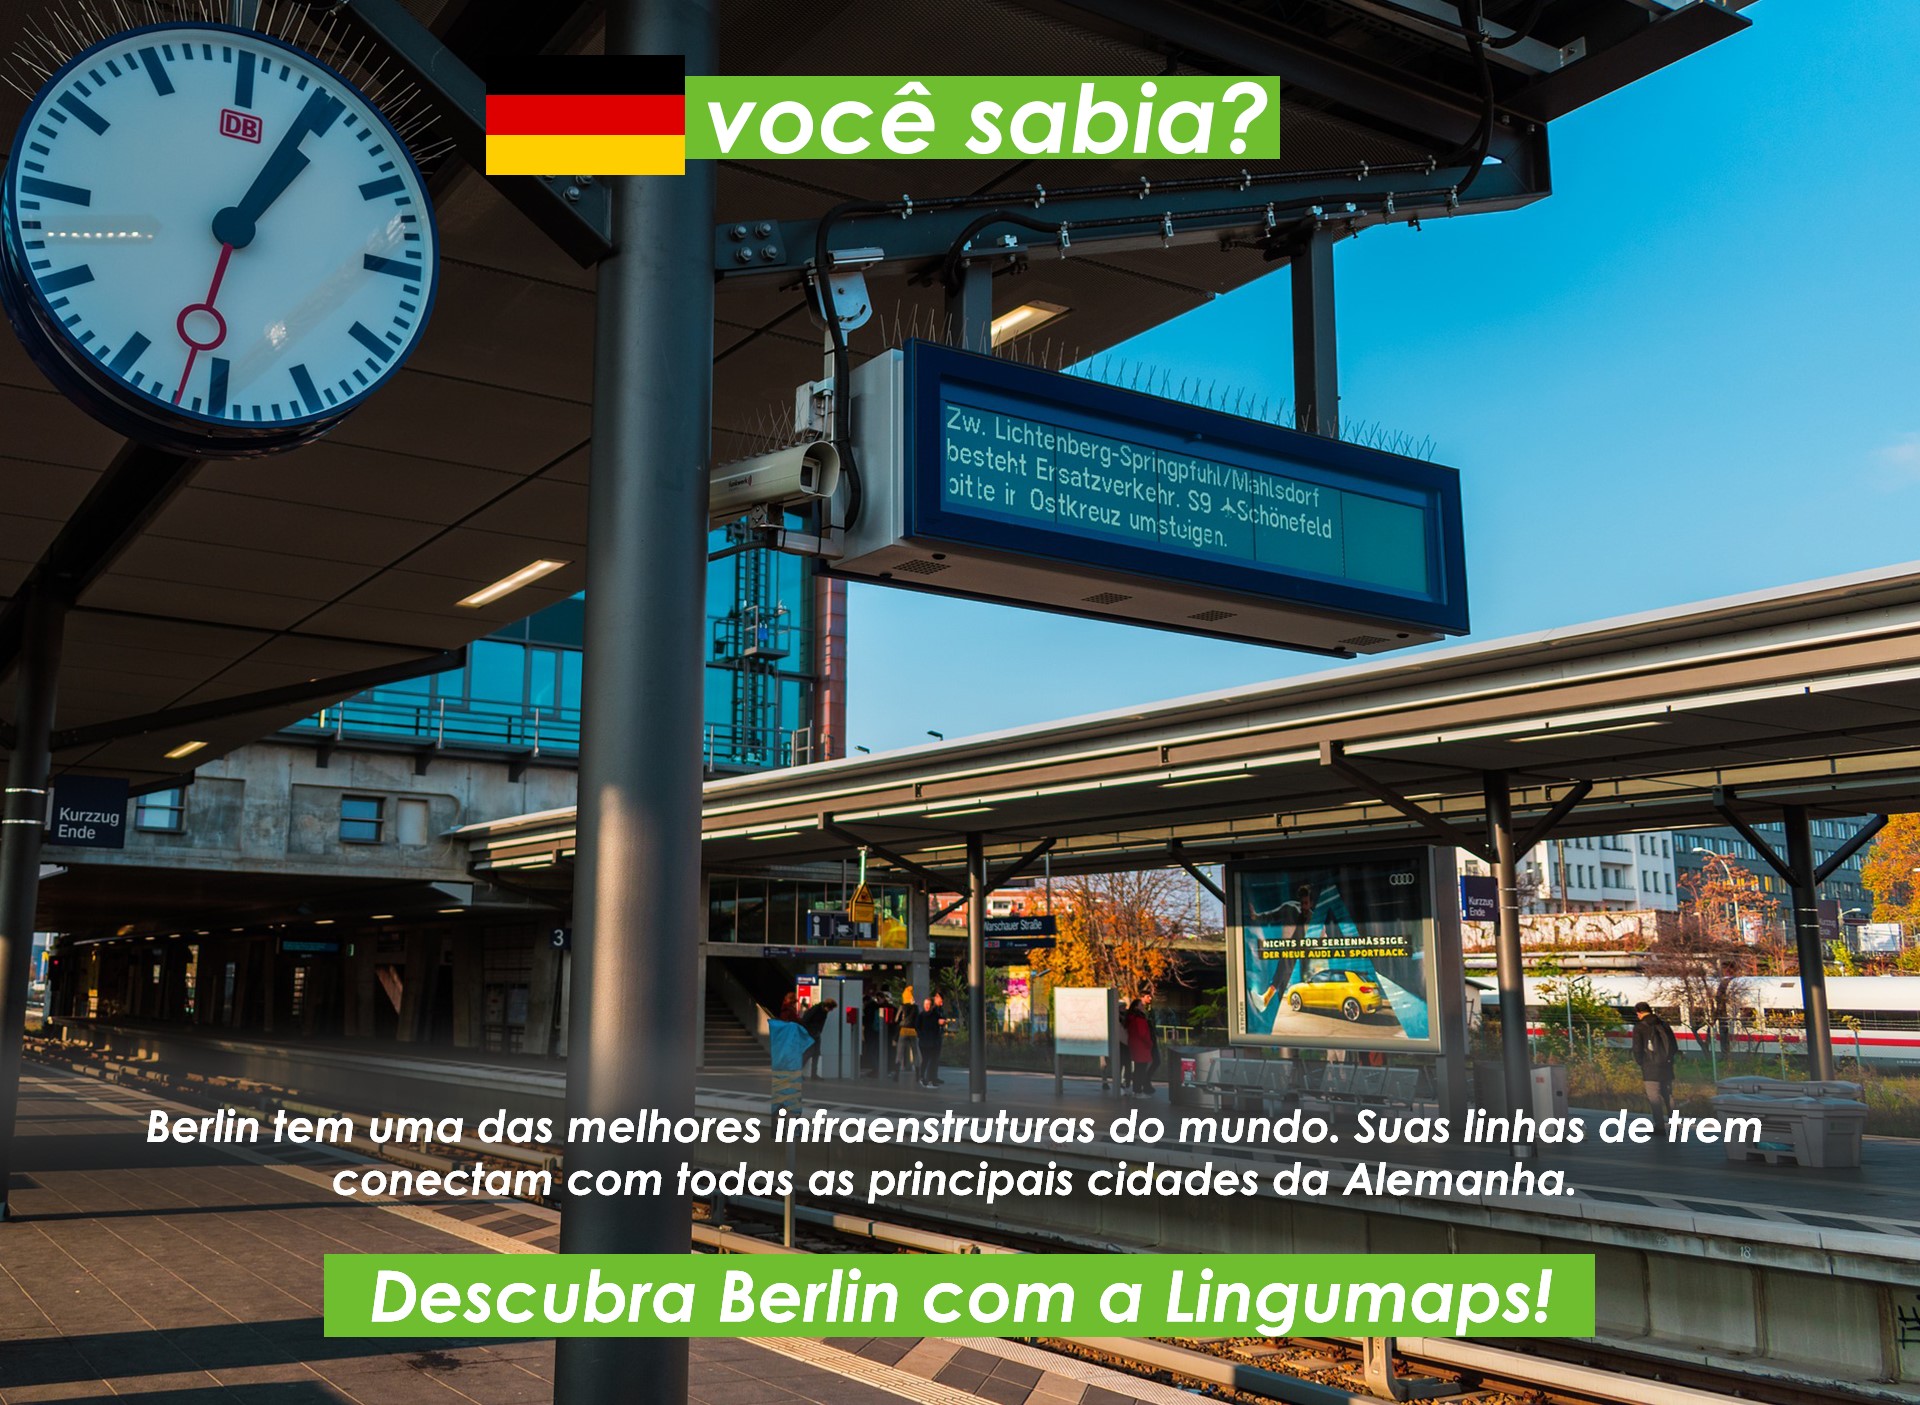 DB
você sabia?
Zw. Lichtenberg-Springpfuhl/Mahlsdorf
besteht Ersatzverkehr. S9 Schönefeld
bitte in Ostkreuz umsteigen.
Kurzzug
Ende
3
Warschauer Straße
NICHTS FÜR SERIENMÄSSIGE.
DER NEUE AUDI A1 SPORTBACK.
Kurzzug
Ende
Berlin tem uma das melhores infraenstruturas do mundo. Suas linhas de trem
conectam com todas as principais cidades da Alemanha.
18
Descubra Berlin com a Lingumaps!